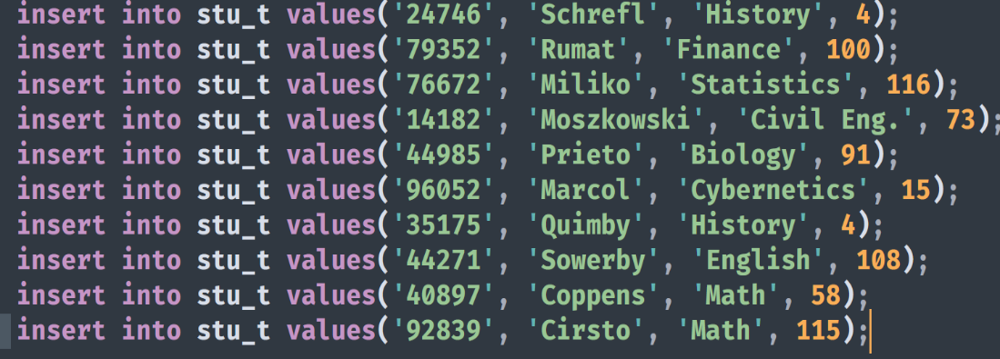 insert into stu_t values('24746', 'Schrefl', 'History', 4);
insert into stu_t values('79352', 'Rumat', 'Finance', 100);
insert into stu_t values('76672', 'Miliko', 'Statistics', 116);
insert into stu_t values('14182', 'Moszkowski', 'Civil Eng.', 73);
insert into stu_t values('44985', 'Prieto', 'Biology', 91);
insert into stu_t values('96052', 'Marcol', 'Cybernetics', 15);
insert into stu_t values('35175', 'Quimby', 'History', 4);
insert into stu_t values('44271', 'Sowerby', 'English', 108);
insert into stu_t values('40897', 'Coppens', 'Math', 58);
insert into stu_t values('92839', 'Cirsto', 'Math', 115);